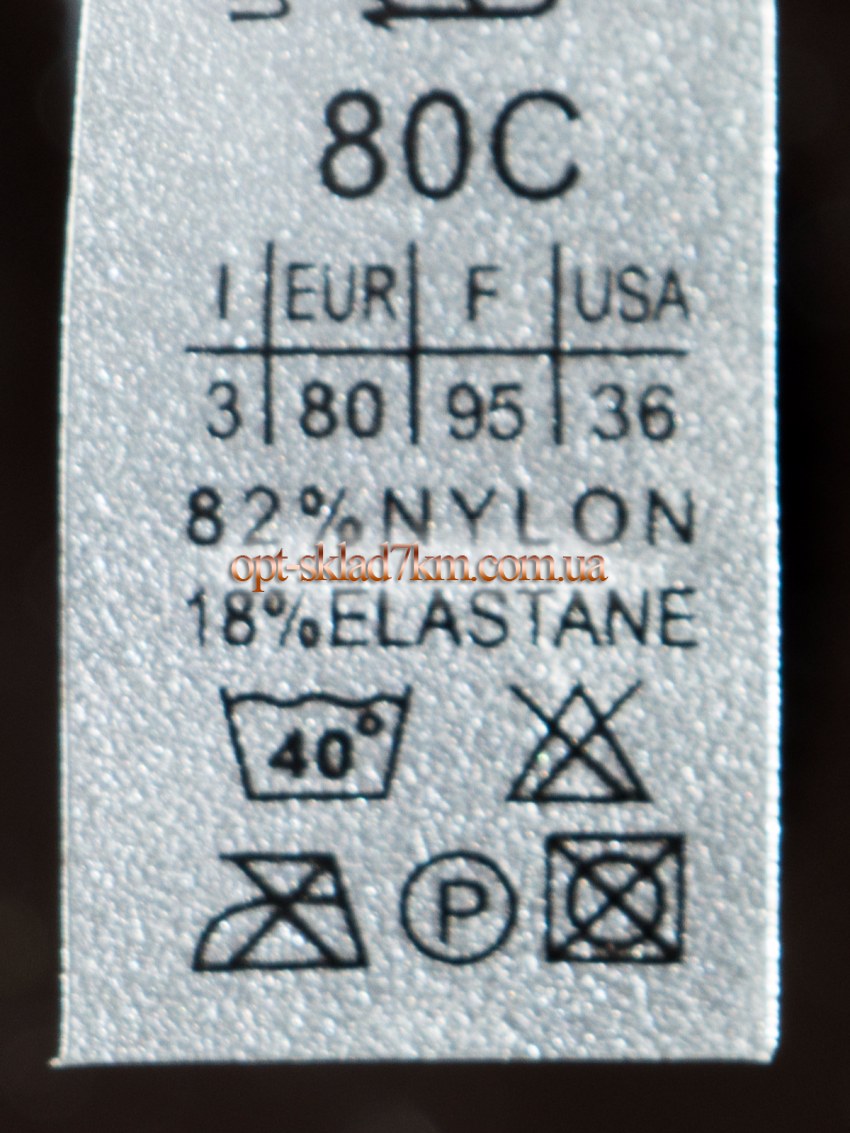 80C
I EUR F USA
3 80 95 36
82%NYLON
opt-sklad7km.com.ua
18%ELASTANE
40°
P